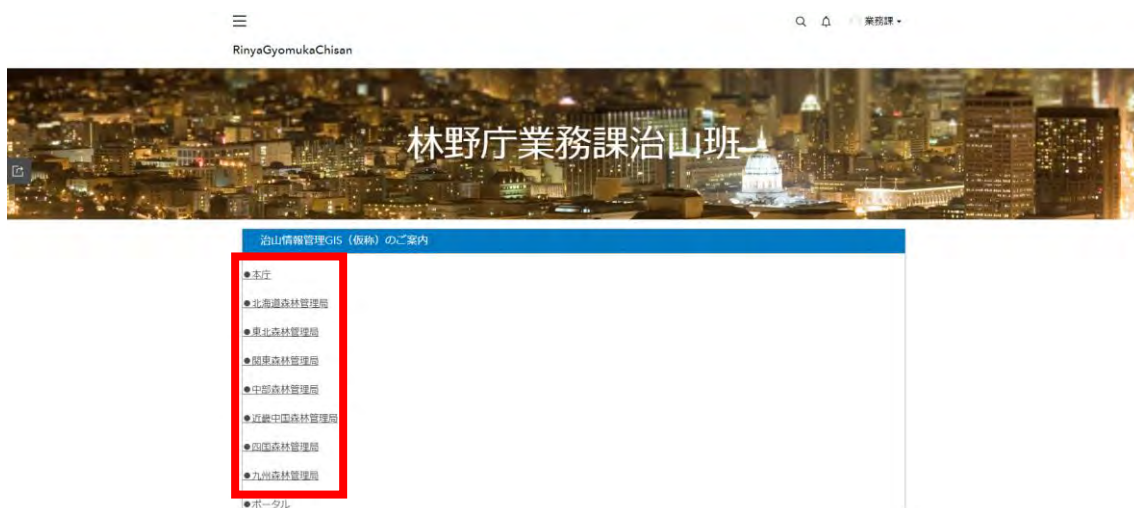 業務課
RinyaGyomukaChisan
林野庁業務課治山班
治山情報管理GIS（仮称）のご案内
●本庁
●北海道森林管理局
●東北森林管理局
●関東森林管理局
●中部森林管理局
●近畿中国森林管理局
●四国森林管理局
●九州森林管理局
●ポータル